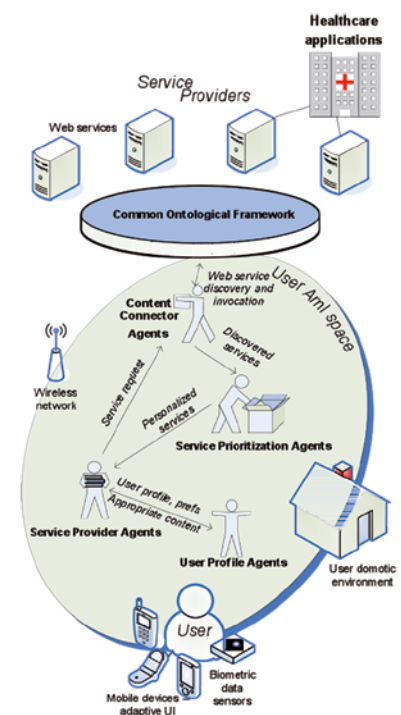 Healthcare
applications
Service
Providers
Web services
Common Ontological Framework
Web service
discovery and
invocation
User AmI space
Content
Connector
Agents
Discovered
services
Wireless
network
Service request
Personalized
services
Service Prioritization Agents
User profile, prefs
Appropriate content
Service Provider Agents
User Profile Agents
User domotic
environment
User
Biometric
data
sensors
Mobile devices
adaptive UI